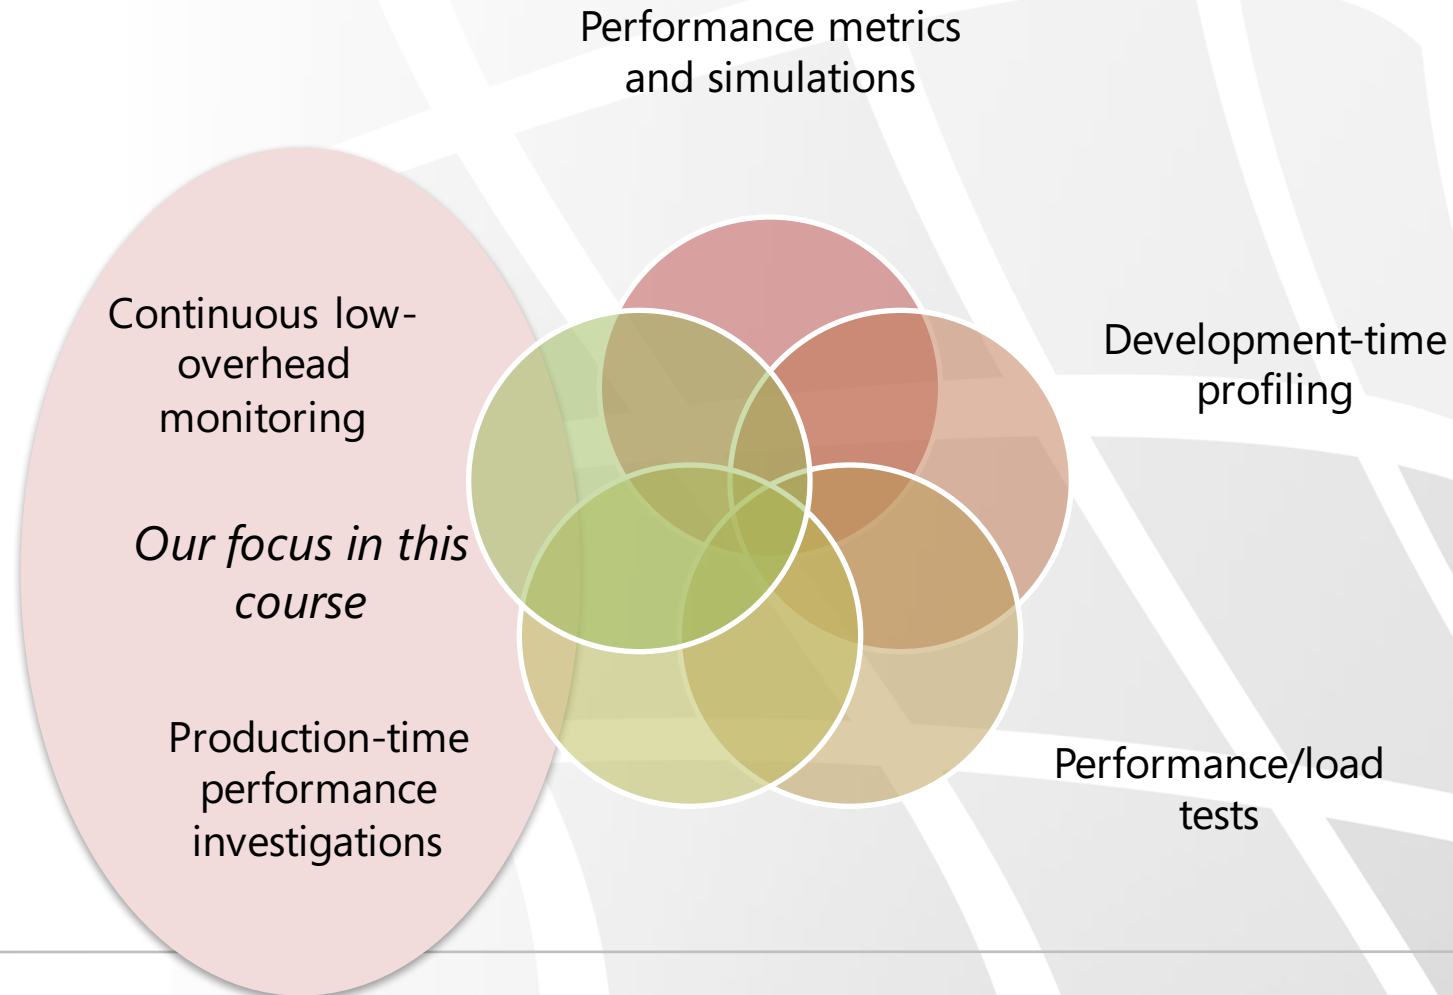 Performance metrics
and simulations
Continuous low-
overhead
monitoring
Development-time
profiling
Our focus in this
course
Production-time
performance
investigations
Performance/load
tests